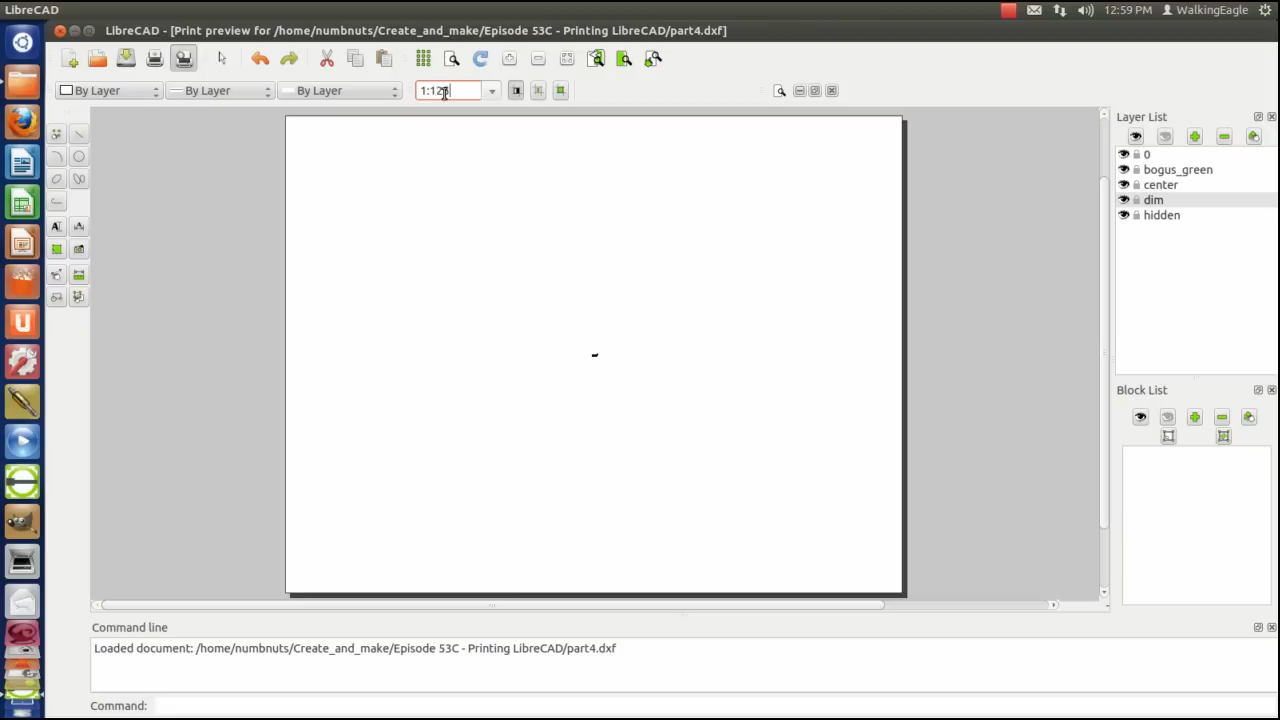 LibreCAD
12:59 PM
WalkingEagle
LibreCAD - [Print preview for /home/numbnuts/Create_and_make/Episode 53C - Printing LibreCAD/part4.dxf]
By Layer
By Layer
By Layer
Layer List
0
bogus_green
center
dim
hidden
Block List
Command line
Loaded document: /home/numbnuts/Create_and_make/Episode 53C - Printing LibreCAD/part4.dxf
Command: